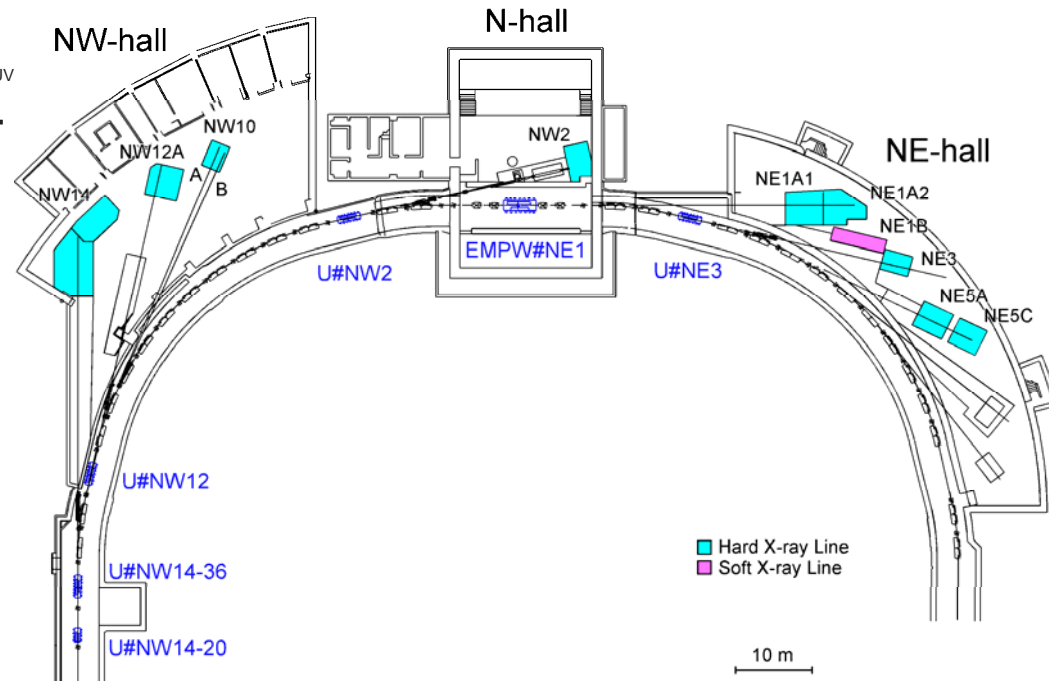 N-hall
NW-hall
UV
NW10
NW2
NW12A
A
B
NE-hall
NW14
NE1A1
NE1A2
NE1B
NE3
NE5A
NE5C
U#NW2
EMPW#NE1
U#NE3
U#NW12
Hard X-ray Line
Soft X-ray Line
U#NW14-36
U#NW14-20
10 m